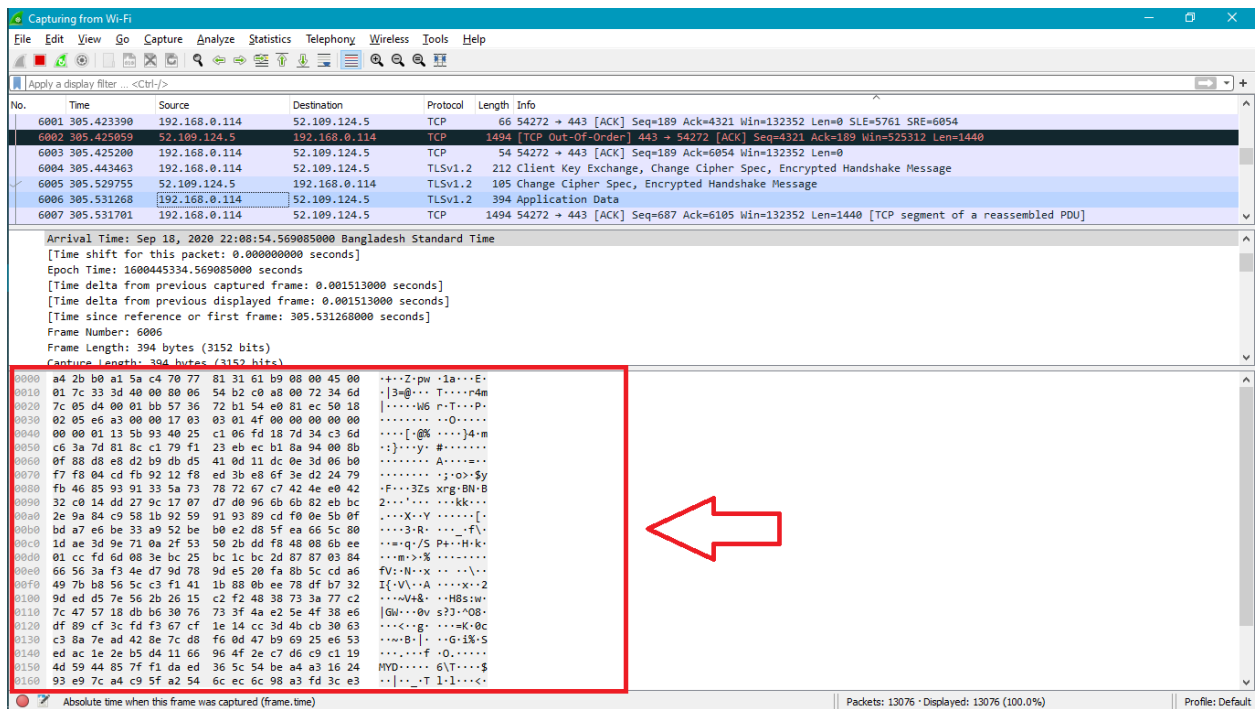 Capturing from Wi-Fi
File Edit View Go Capture Analyze Statistics Telephony Wireless Tools Help
Apply a display filter ... <Ctrl-/>
No. Time Source Destination Protocol Length Info
6001 305.423390 192.168.0.114 52.109.124.5 TCP 66 54272 → 443 [ACK] Seq=189 Ack=4321 Win=132352 Len=0 SLE=5761 SRE=6054
6002 305.425059 52.109.124.5 192.168.0.114 TCP 1494 [TCP Out-Of-Order] 443 → 54272 [ACK] Seq=4321 Ack=189 Win=525312 Len=1440
6003 305.425200 192.168.0.114 52.109.124.5 TCP 54 54272 → 443 [ACK] Seq=189 Ack=6054 Win=132352 Len=0
6004 305.443463 192.168.0.114 52.109.124.5 TLSv1.2 212 Client Key Exchange, Change Cipher Spec, Encrypted Handshake Message
6005 305.529755 52.109.124.5 192.168.0.114 TLSv1.2 105 Change Cipher Spec, Encrypted Handshake Message
6006 305.531268 192.168.0.114 52.109.124.5 TLSv1.2 394 Application Data
6007 305.531701 192.168.0.114 52.109.124.5 TCP 1494 54272 → 443 [ACK] Seq=687 Ack=6105 Win=132352 Len=1440 [TCP segment of a reassembled PDU]
Arrival Time: Sep 18, 2020 22:08:54.569085000 Bangladesh Standard Time
[Time shift for this packet: 0.000000000 seconds]
Epoch Time: 1600445334.569085000 seconds
[Time delta from previous captured frame: 0.001513000 seconds]
[Time delta from previous displayed frame: 0.001513000 seconds]
[Time since reference or first frame: 305.531268000 seconds]
Frame Number: 6006
Frame Length: 394 bytes (3152 bits)
Capture Length: 394 bytes (3152 bits)
0000 a4 2b b0 a1 5a c4 70 77 81 31 61 b9 08 00 45 00 ·+··Z·pw ·1a···E·
0010 01 7c 33 3d 40 00 80 06 54 b2 c0 a8 00 72 34 6d ·|3=@··· T····r4m
0020 7c 05 d4 00 01 bb 57 36 72 b1 54 e0 81 ec 50 18 |·····W6 r·T···P·
0030 02 05 e6 a3 00 00 17 03 03 01 4f 00 00 00 00 00 ········ ··O·····
0040 00 00 01 13 5b 93 40 25 c1 06 fd 18 7d 34 c3 6d ····[·@% ····}4·m
0050 c6 3a 7d 81 8c c1 79 f1 23 eb ec b1 8a 94 00 8b ·:}···y· #·······
0060 0f 88 d8 e8 d2 b9 db d5 41 0d 11 dc 0e 3d 06 b0 ········ A····=··
0070 f7 f8 04 cd fb 92 12 f8 ed 3b e8 6f 3e d2 24 79 ········ ·;·o>·$y
0080 fb 46 85 93 91 33 5a 73 78 72 67 c7 42 4e e0 42 ·F···3Zs xrg·BN·B
0090 32 c0 14 dd 27 9c 17 07 d7 d0 96 6b 6b 82 eb bc 2···'··· ···kk···
00a0 2e 9a 84 c9 58 1b 92 59 91 93 89 cd f0 0e 5b 0f .···X··Y ······[·
00b0 bd a7 e6 be 33 a9 52 be b0 e2 d8 5f ea 66 5c 80 ····3·R· ···_·f\·
00c0 1d ae 3d 9e 71 0a 2f 53 50 2b dd f8 48 08 6b ee ··=·q·/S P+··H·k·
00d0 01 cc fd 6d 08 3e bc 25 bc 1c bc 2d 87 87 03 84 ···m·>·% ···-····
00e0 66 56 3a f3 4e d7 9d 78 9d e5 20 fa 8b 5c cd a6 fV:·N··x ·· ··\··
00f0 49 7b b8 56 5c c3 f1 41 1b 88 0b ee 78 df b7 32 I{·V\··A ····x··2
0100 9d ed d5 7e 56 2b 26 15 c2 f2 48 38 73 3a 77 c2 ···~V+&· ··H8s:w·
0110 7c 47 57 18 db b6 30 76 73 3f 4a e2 5e 4f 38 e6 |GW···0v s?J·^O8·
0120 df 89 cf 3c fd f3 67 cf 1e 14 cc 3d 4b cb 30 63 ···<··g· ···=K·0c
0130 c3 8a 7e ad 42 8e 7c d8 f6 0d 47 b9 69 25 e6 53 ··~·B·|· ··G·i%·S
0140 ed ac 1e 2e b5 d4 11 66 96 4f 2e c7 d6 c9 c1 19 ···.···f ·O.·····
0150 4d 59 44 85 7f f1 da ed 36 5c 54 be a4 a3 16 24 MYD····· 6\T····$
0160 93 e9 7c a4 c9 5f a2 54 6c ec 6c 98 a3 fd 3c e3 ··|··_·T l·l···<·
Absolute time when this frame was captured (frame.time) Packets: 13076 · Displayed: 13076 (100.0%) Profile: Default